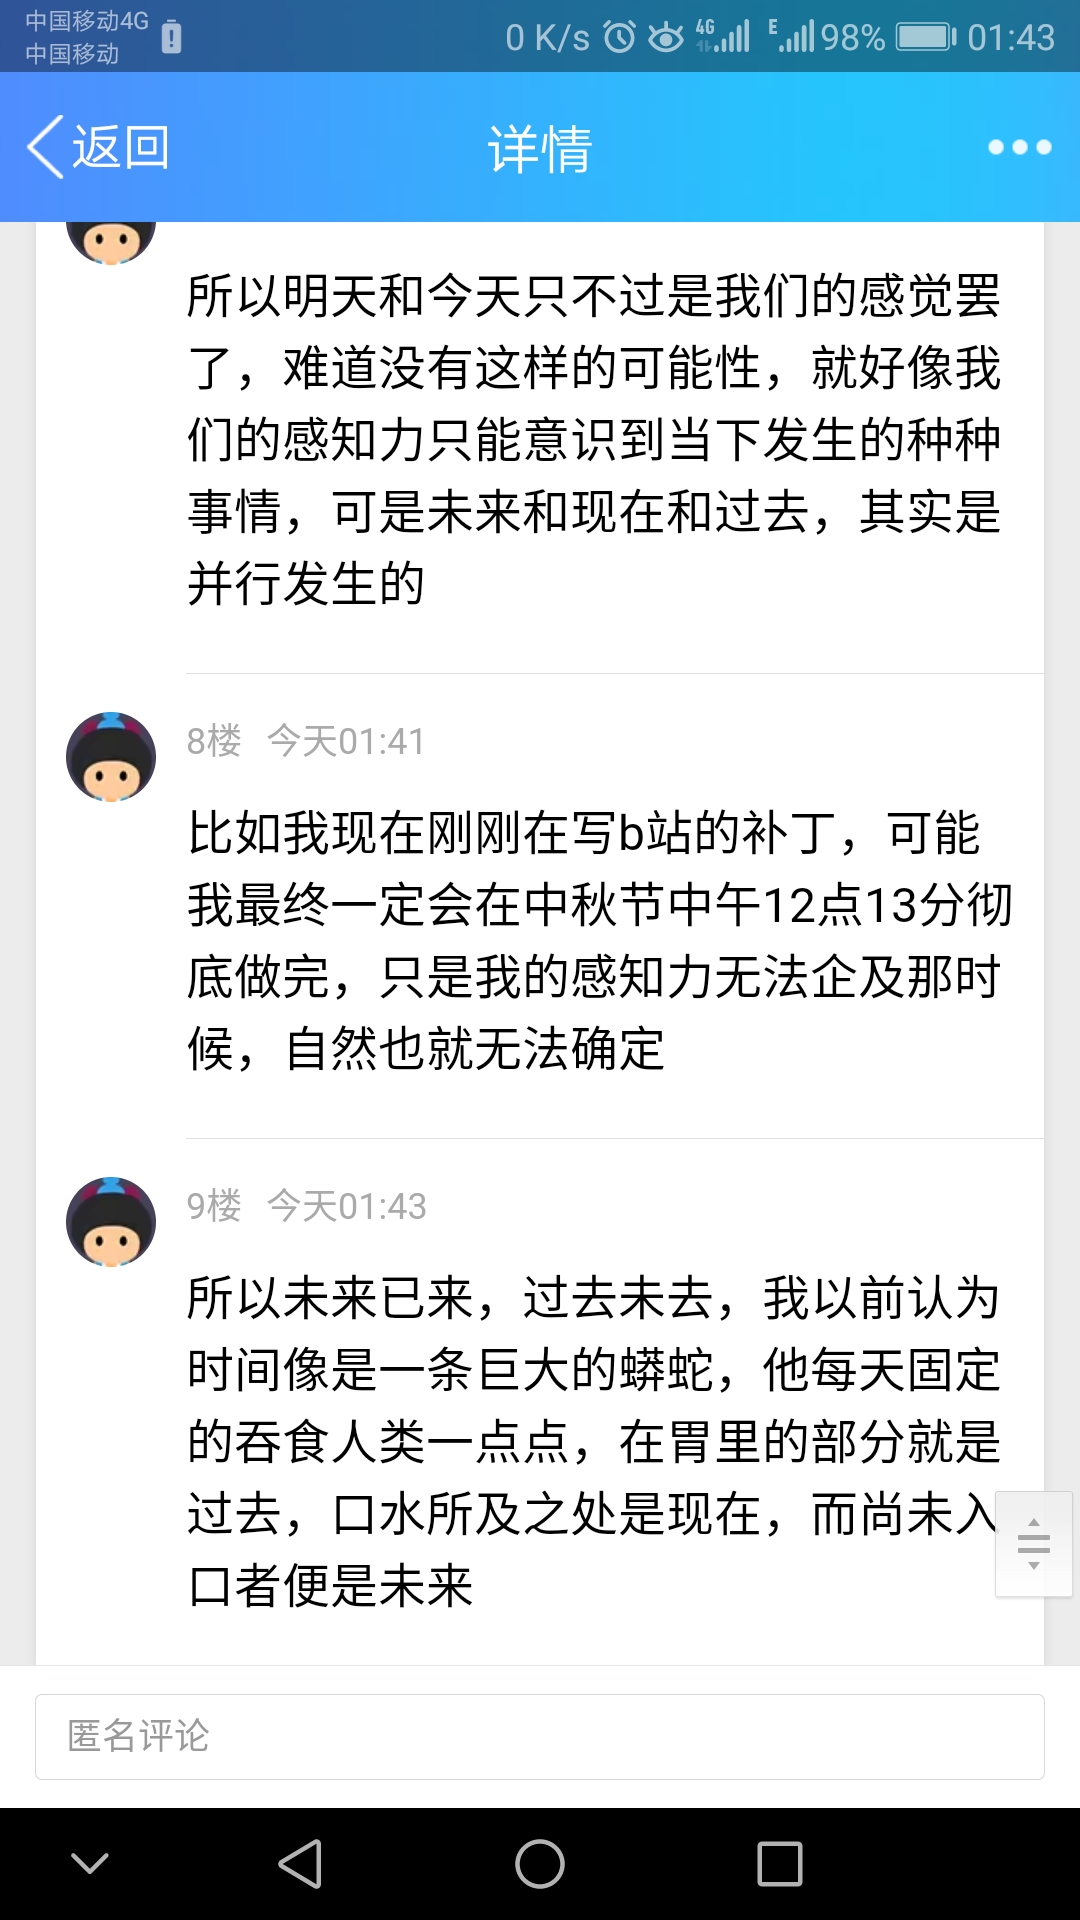 中国移动4G
中国移动
0 K/s 4G E 98% 01:43
返回 详情
所以明天和今天只不过是我们的感觉罢
了，难道没有这样的可能性，就好像我
们的感知力只能意识到当下发生的种种
事情，可是未来和现在和过去，其实是
并行发生的
8楼 今天01:41
比如我现在刚刚在写b站的补丁，可能
我最终一定会在中秋节中午12点13分彻
底做完，只是我的感知力无法企及那时
候，自然也就无法确定
9楼 今天01:43
所以未来已来，过去未去，我以前认为
时间像是一条巨大的蟒蛇，他每天固定
的吞食人类一点点，在胃里的部分就是
过去，口水所及之处是现在，而尚未入
口者便是未来
匿名评论